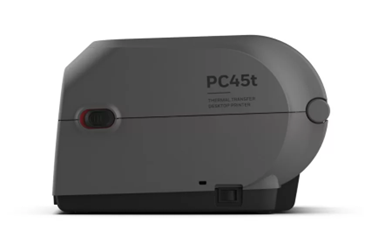 PC45t
THERMAL TRANSFER
DESKTOP PRINTER